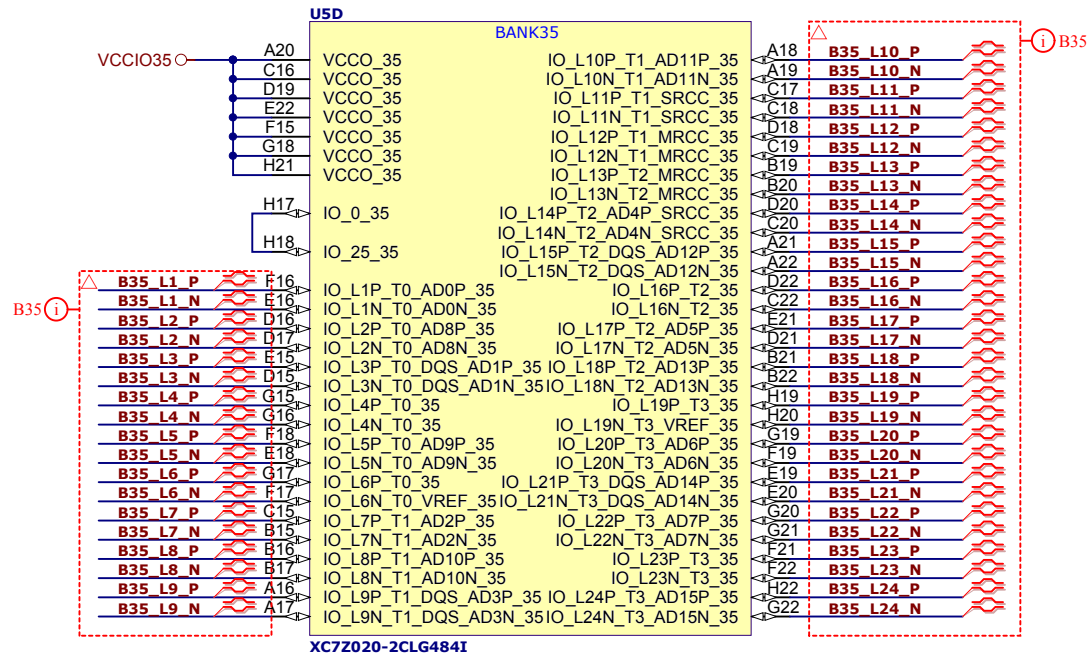 U5D
BANK35
VCCIO35
A20 VCCO_35 IO_L10P_T1_AD11P_35 A18 B35_L10_P
C16 VCCO_35 IO_L10N_T1_AD11N_35 A19 B35_L10_N
D19 VCCO_35 IO_L11P_T1_SRCC_35 C17 B35_L11_P
E22 VCCO_35 IO_L11N_T1_SRCC_35 C18 B35_L11_N
F15 VCCO_35 IO_L12P_T1_MRCC_35 D18 B35_L12_P
G18 VCCO_35 IO_L12N_T1_MRCC_35 C19 B35_L12_N
H21 VCCO_35 IO_L13P_T2_MRCC_35 B19 B35_L13_P
IO_L13N_T2_MRCC_35 B20 B35_L13_N
H17 IO_0_35 IO_L14P_T2_AD4P_SRCC_35 D20 B35_L14_P
IO_L14N_T2_AD4N_SRCC_35 C20 B35_L14_N
H18 IO_25_35 IO_L15P_T2_DQS_AD12P_35 A21 B35_L15_P
IO_L15N_T2_DQS_AD12N_35 A22 B35_L15_N
B35_L1_P F16 IO_L1P_T0_AD0P_35 IO_L16P_T2_35 D22 B35_L16_P
B35_L1_N E16 IO_L1N_T0_AD0N_35 IO_L16N_T2_35 C22 B35_L16_N
B35_L2_P D16 IO_L2P_T0_AD8P_35 IO_L17P_T2_AD5P_35 E21 B35_L17_P
B35_L2_N D17 IO_L2N_T0_AD8N_35 IO_L17N_T2_AD5N_35 D21 B35_L17_N
B35_L3_P E15 IO_L3P_T0_DQS_AD1P_35 IO_L18P_T2_AD13P_35 B21 B35_L18_P
B35_L3_N D15 IO_L3N_T0_DQS_AD1N_35 IO_L18N_T2_AD13N_35 B22 B35_L18_N
B35_L4_P G15 IO_L4P_T0_35 IO_L19P_T3_35 H19 B35_L19_P
B35_L4_N G16 IO_L4N_T0_35 IO_L19N_T3_VREF_35 H20 B35_L19_N
B35_L5_P F18 IO_L5P_T0_AD9P_35 IO_L20P_T3_AD6P_35 G19 B35_L20_P
B35_L5_N E18 IO_L5N_T0_AD9N_35 IO_L20N_T3_AD6N_35 F19 B35_L20_N
B35_L6_P G17 IO_L6P_T0_35 IO_L21P_T3_DQS_AD14P_35 E19 B35_L21_P
B35_L6_N F17 IO_L6N_T0_VREF_35 IO_L21N_T3_DQS_AD14N_35 E20 B35_L21_N
B35_L7_P C15 IO_L7P_T1_AD2P_35 IO_L22P_T3_AD7P_35 G20 B35_L22_P
B35_L7_N B15 IO_L7N_T1_AD2N_35 IO_L22N_T3_AD7N_35 G21 B35_L22_N
B35_L8_P B16 IO_L8P_T1_AD10P_35 IO_L23P_T3_35 F21 B35_L23_P
B35_L8_N B17 IO_L8N_T1_AD10N_35 IO_L23N_T3_35 F22 B35_L23_N
B35_L9_P A16 IO_L9P_T1_DQS_AD3P_35 IO_L24P_T3_AD15P_35 H22 B35_L24_P
B35_L9_N A17 IO_L9N_T1_DQS_AD3N_35 IO_L24N_T3_AD15N_35 G22 B35_L24_N
B35 i
i B35
XC7Z020-2CLG484I